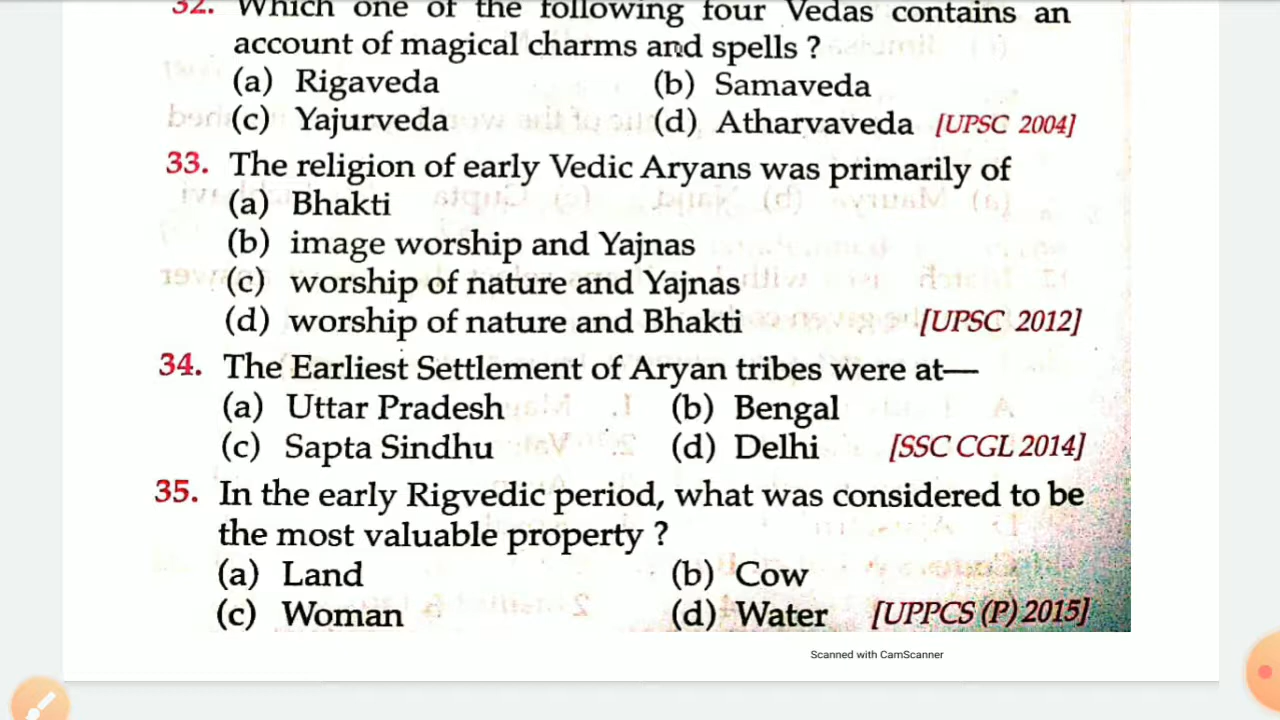 32. Which one of the following four Vedas contains an
account of magical charms and spells ?
(a) Rigaveda (b) Samaveda
(c) Yajurveda (d) Atharvaveda [UPSC 2004]
33. The religion of early Vedic Aryans was primarily of
(a) Bhakti
(b) image worship and Yajnas
(c) worship of nature and Yajnas
(d) worship of nature and Bhakti [UPSC 2012]
34. The Earliest Settlement of Aryan tribes were at—
(a) Uttar Pradesh (b) Bengal
(c) Sapta Sindhu (d) Delhi [SSC CGL 2014]
35. In the early Rigvedic period, what was considered to be
the most valuable property ?
(a) Land (b) Cow
(c) Woman (d) Water [UPPCS (P) 2015]
Scanned with CamScanner